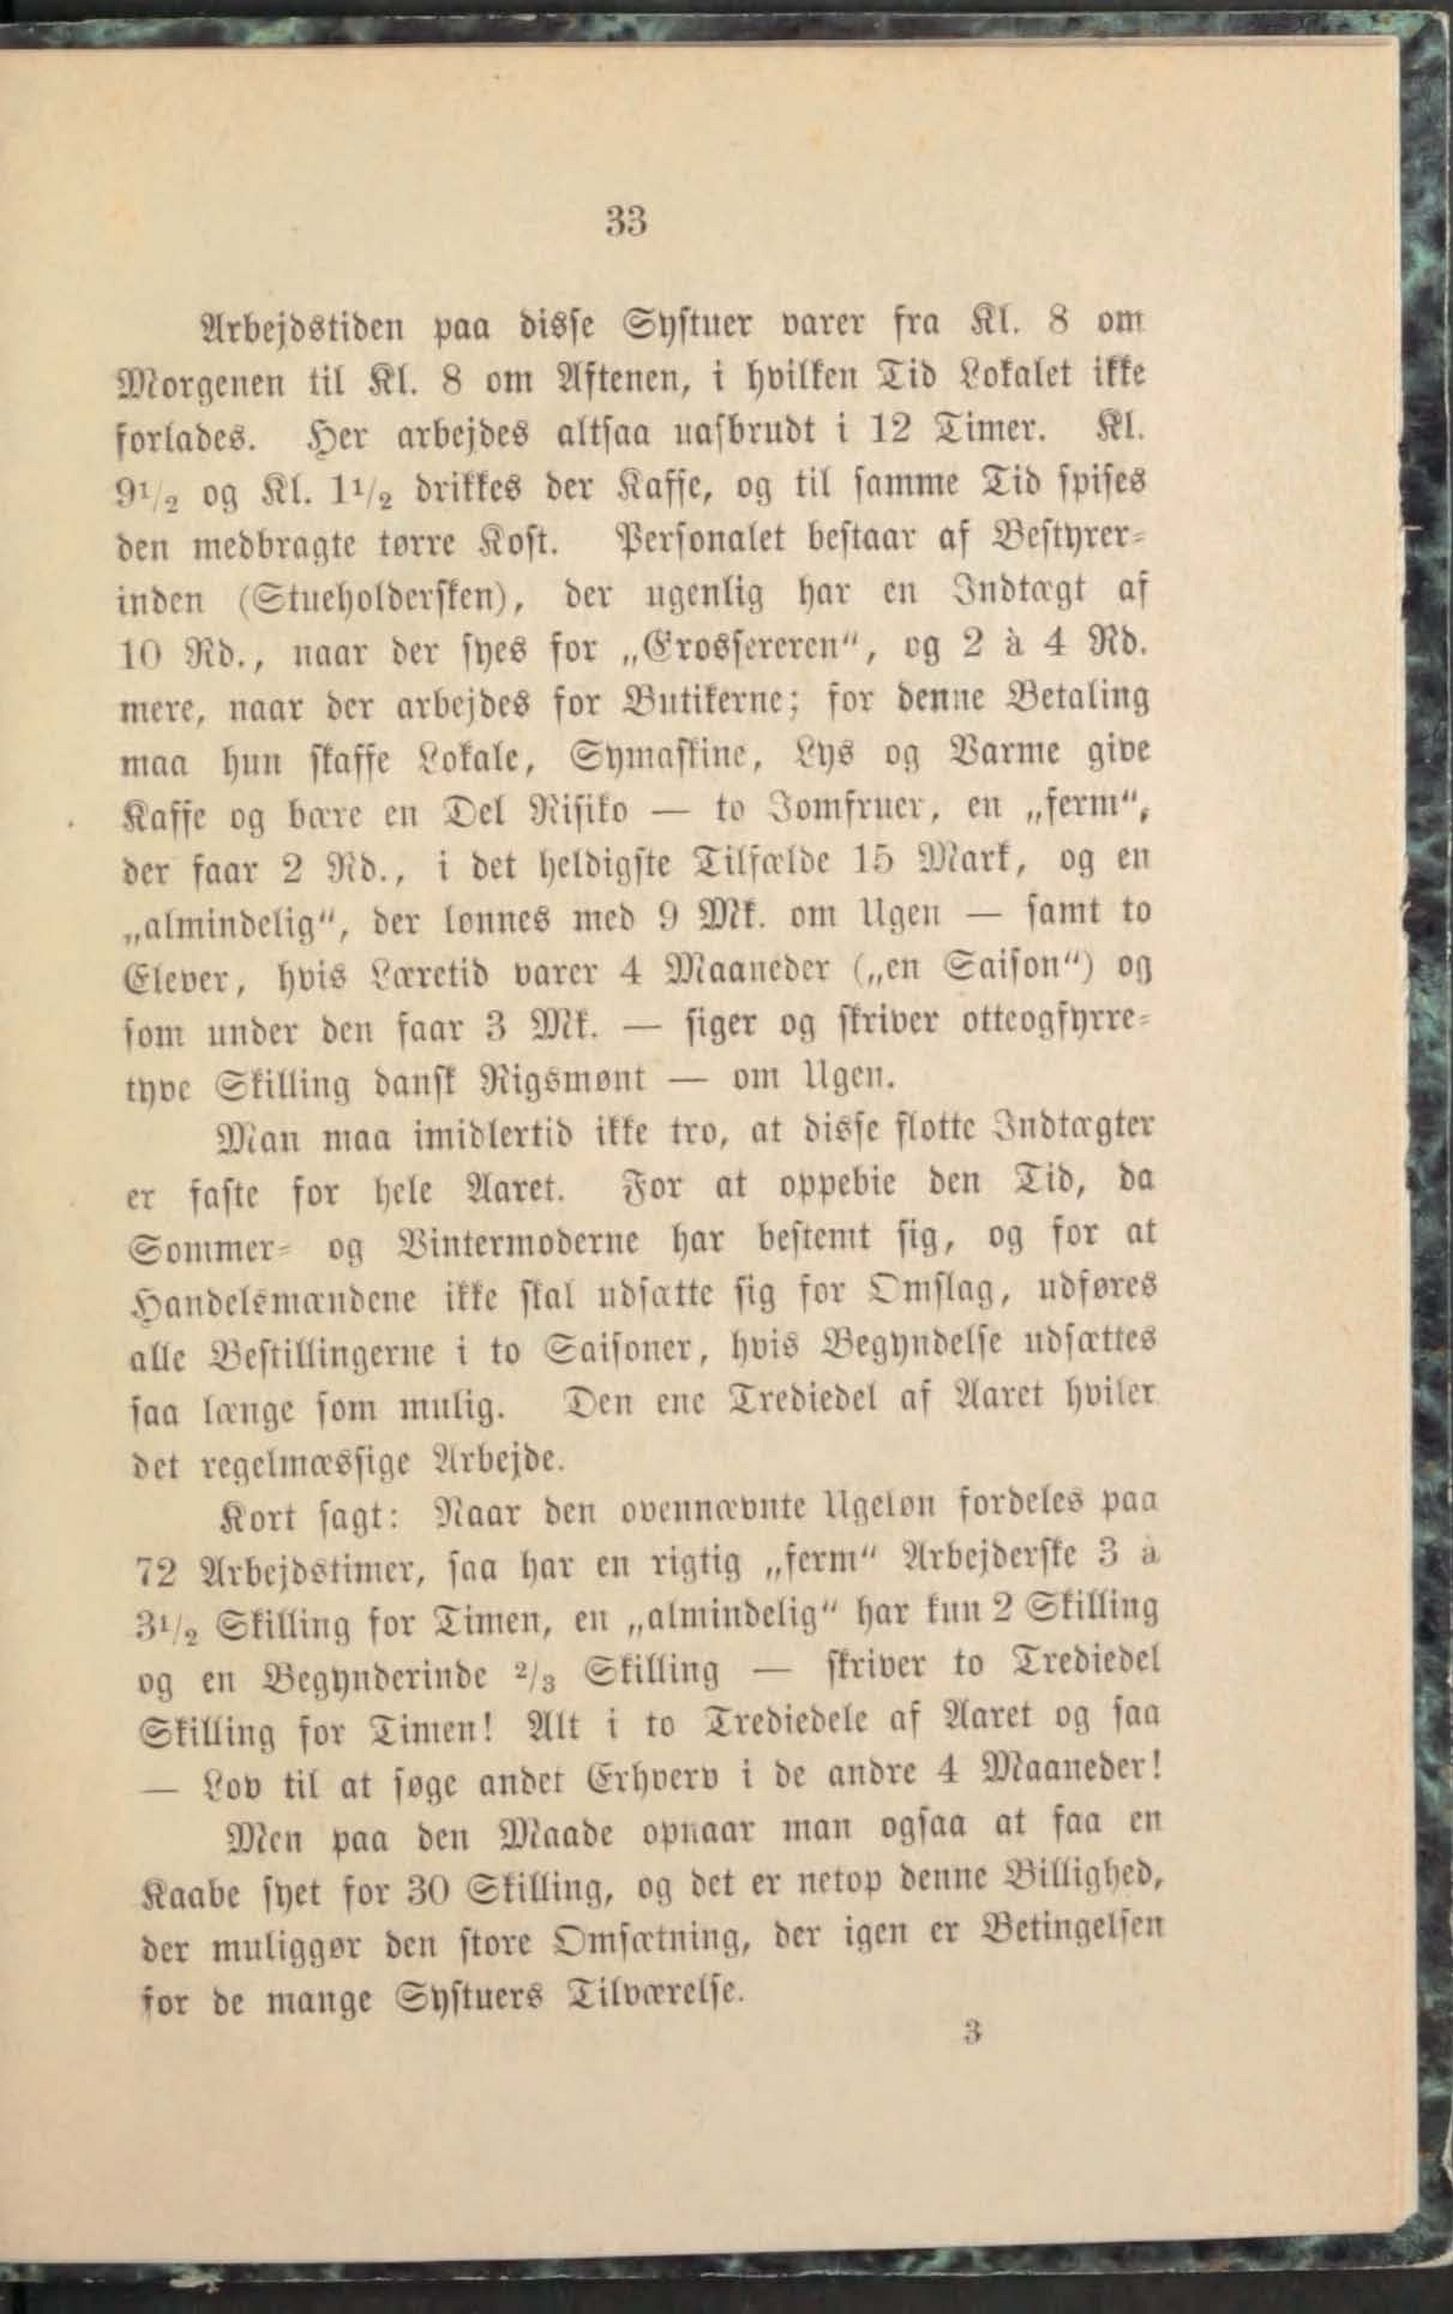 33
Arbejdstiden paa disse Systuer varer fra Kl. 8 om
Morgenen til Kl. 8 om Aftenen, i hvilken Tid Lokalet ikke
forlades. Her arbejdes altsaa uafbrudt i 12 Timer. Kl.
9½ og Kl. 1½ drikkes der Kaffe, og til samme Tid spises
den medbragte tørre Kost. Personalet bestaar af Bestyrer-
inden (Stueholdersken), der ugenlig har en Indtægt af
10 Rd., naar der syes for „Grossereren“, og 2 à 4 Rd.
mere, naar der arbejdes for Butikerne; for denne Betaling
maa hun skaffe Lokale, Symaskine, Lys og Varme give
Kaffe og bære en Del Risiko — to Jomfruer, en „ferm“,
der faar 2 Rd., i det heldigste Tilfælde 15 Mark, og en
„almindelig“, der lønnes med 9 Mk. om Ugen — samt to
Elever, hvis Læretid varer 4 Maaneder („en Saison“) og
som under den faar 3 Mk. — siger og skriver otteogfyrre-
tyve Skilling dansk Rigsmønt — om Ugen.
Man maa imidlertid ikke tro, at disse flotte Indtægter
er faste for hele Aaret. For at oppebie den Tid, da
Sommer- og Vintermoderne har bestemt sig, og for at
Handelsmændene ikke skal udsætte sig for Omslag, udføres
alle Bestillingerne i to Saisoner, hvis Begyndelse udsættes
saa længe som mulig. Den ene Trediedel af Aaret hviler
det regelmæssige Arbejde.
Kort sagt: Naar den ovennævnte Ugeløn fordeles paa
72 Arbejdstimer, saa har en rigtig „ferm“ Arbejderske 3 à
3½ Skilling for Timen, en „almindelig“ har kun 2 Skilling
og en Begynderinde ⅔ Skilling — skriver to Trediedel
Skilling for Timen! Alt i to Trediedele af Aaret og saa
— Lov til at søge andet Erhverv i de andre 4 Maaneder!
Men paa den Maade opnaar man ogsaa at faa en
Kaabe syet for 30 Skilling, og det er netop denne Billighed,
der muliggør den store Omsætning, der igen er Betingelsen
for de mange Systuers Tilværelse.
3